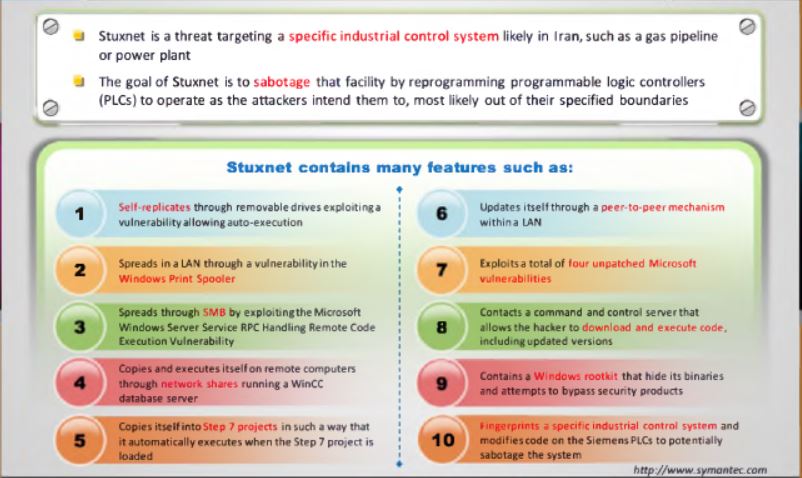 Stuxnet is a threat targeting a specific industrial control system likely in Iran, such as a gas pipeline
or power plant
The goal of Stuxnet is to sabotage that facility by reprogramming programmable logic controllers
(PLCs) to operate as the attackers intend them to, most likely out of their specified boundaries
Stuxnet contains many features such as:
1
Self-replicates through removable drives exploiting a
vulnerability allowing auto-execution
2
Spreads in a LAN through a vulnerability in the
Windows Print Spooler
3
Spreads through SMB by exploiting the Microsoft
Windows Server Service RPC Handling Remote Code
Execution Vulnerability
4
Copies and executes itself on remote computers
through network shares running a WinCC
database server
5
Copies itself into Step 7 projects in such a way that
it automatically executes when the Step 7 project is
loaded
6
Updates itself through a peer-to-peer mechanism
within a LAN
7
Exploits a total of four unpatched Microsoft
vulnerabilities
8
Contacts a command and control server that
allows the hacker to download and execute code,
including updated versions
9
Contains a Windows rootkit that hide its binaries
and attempts to bypass security products
10
Fingerprints a specific industrial control system and
modifies code on the Siemens PLCs to potentially
sabotage the system
http://www.symantec.com